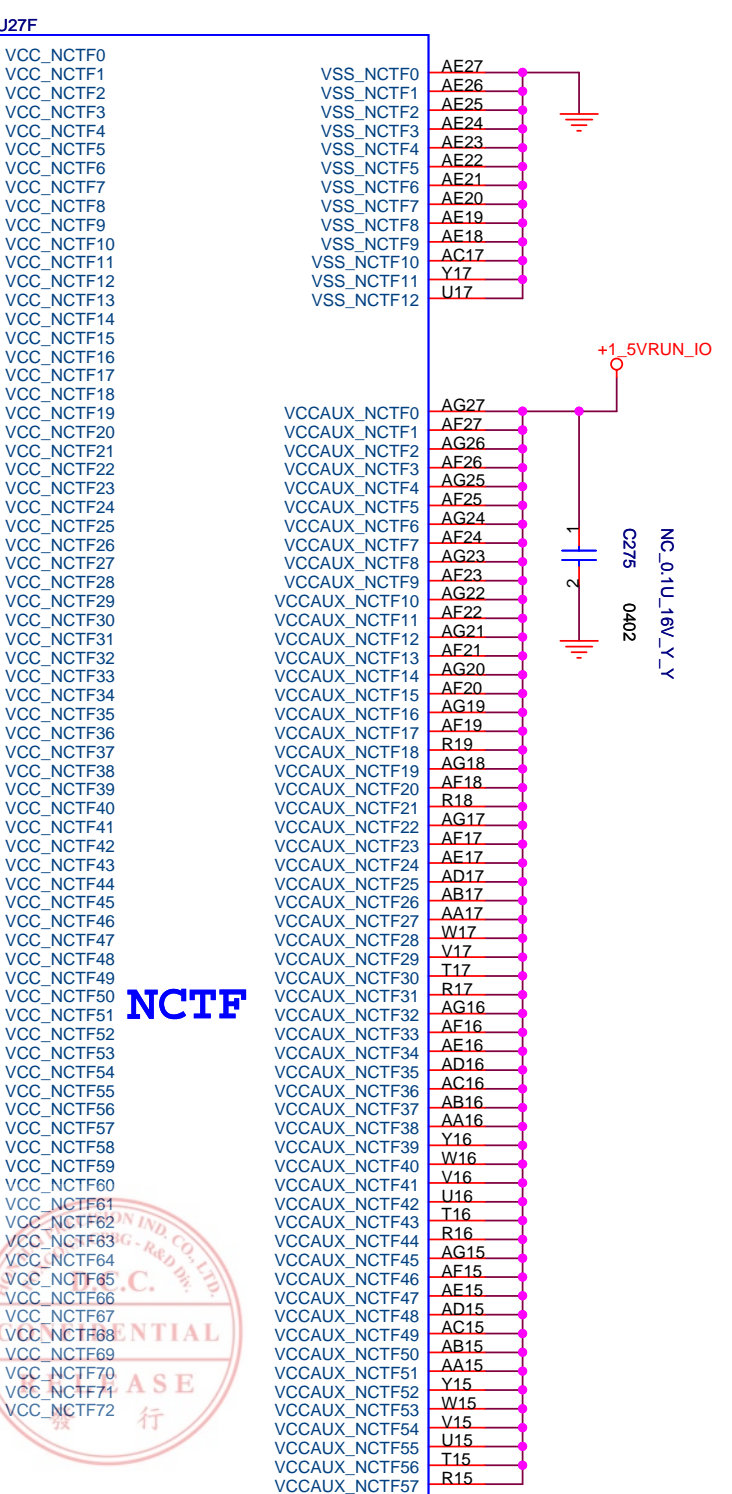 U27F
VCC_NCTF0
VCC_NCTF1
VCC_NCTF2
VCC_NCTF3
VCC_NCTF4
VCC_NCTF5
VCC_NCTF6
VCC_NCTF7
VCC_NCTF8
VCC_NCTF9
VCC_NCTF10
VCC_NCTF11
VCC_NCTF12
VCC_NCTF13
VCC_NCTF14
VCC_NCTF15
VCC_NCTF16
VCC_NCTF17
VCC_NCTF18
VCC_NCTF19
VCC_NCTF20
VCC_NCTF21
VCC_NCTF22
VCC_NCTF23
VCC_NCTF24
VCC_NCTF25
VCC_NCTF26
VCC_NCTF27
VCC_NCTF28
VCC_NCTF29
VCC_NCTF30
VCC_NCTF31
VCC_NCTF32
VCC_NCTF33
VCC_NCTF34
VCC_NCTF35
VCC_NCTF36
VCC_NCTF37
VCC_NCTF38
VCC_NCTF39
VCC_NCTF40
VCC_NCTF41
VCC_NCTF42
VCC_NCTF43
VCC_NCTF44
VCC_NCTF45
VCC_NCTF46
VCC_NCTF47
VCC_NCTF48
VCC_NCTF49
VCC_NCTF50
VCC_NCTF51
VCC_NCTF52
VCC_NCTF53
VCC_NCTF54
VCC_NCTF55
VCC_NCTF56
VCC_NCTF57
VCC_NCTF58
VCC_NCTF59
VCC_NCTF60
VCC_NCTF61
VCC_NCTF62
VCC_NCTF63
VCC_NCTF64
VCC_NCTF65
VCC_NCTF66
VCC_NCTF67
VCC_NCTF68
VCC_NCTF69
VCC_NCTF70
VCC_NCTF71
VCC_NCTF72
NCTF
VSS_NCTF0 AE27
VSS_NCTF1 AE26
VSS_NCTF2 AE25
VSS_NCTF3 AE24
VSS_NCTF4 AE23
VSS_NCTF5 AE22
VSS_NCTF6 AE21
VSS_NCTF7 AE20
VSS_NCTF8 AE19
VSS_NCTF9 AE18
VSS_NCTF10 AC17
VSS_NCTF11 Y17
VSS_NCTF12 U17
+1_5VRUN_IO
VCCAUX_NCTF0 AG27
VCCAUX_NCTF1 AF27
VCCAUX_NCTF2 AG26
VCCAUX_NCTF3 AF26
VCCAUX_NCTF4 AG25
VCCAUX_NCTF5 AF25
VCCAUX_NCTF6 AG24
VCCAUX_NCTF7 AF24
VCCAUX_NCTF8 AG23
VCCAUX_NCTF9 AF23
VCCAUX_NCTF10 AG22
VCCAUX_NCTF11 AF22
VCCAUX_NCTF12 AG21
VCCAUX_NCTF13 AF21
VCCAUX_NCTF14 AG20
VCCAUX_NCTF15 AF20
VCCAUX_NCTF16 AG19
VCCAUX_NCTF17 AF19
VCCAUX_NCTF18 R19
VCCAUX_NCTF19 AG18
VCCAUX_NCTF20 AF18
VCCAUX_NCTF21 R18
VCCAUX_NCTF22 AG17
VCCAUX_NCTF23 AF17
VCCAUX_NCTF24 AE17
VCCAUX_NCTF25 AD17
VCCAUX_NCTF26 AB17
VCCAUX_NCTF27 AA17
VCCAUX_NCTF28 W17
VCCAUX_NCTF29 V17
VCCAUX_NCTF30 T17
VCCAUX_NCTF31 R17
VCCAUX_NCTF32 AG16
VCCAUX_NCTF33 AF16
VCCAUX_NCTF34 AE16
VCCAUX_NCTF35 AD16
VCCAUX_NCTF36 AC16
VCCAUX_NCTF37 AB16
VCCAUX_NCTF38 AA16
VCCAUX_NCTF39 Y16
VCCAUX_NCTF40 W16
VCCAUX_NCTF41 V16
VCCAUX_NCTF42 U16
VCCAUX_NCTF43 T16
VCCAUX_NCTF44 R16
VCCAUX_NCTF45 AG15
VCCAUX_NCTF46 AF15
VCCAUX_NCTF47 AE15
VCCAUX_NCTF48 AD15
VCCAUX_NCTF49 AC15
VCCAUX_NCTF50 AB15
VCCAUX_NCTF51 AA15
VCCAUX_NCTF52 Y15
VCCAUX_NCTF53 W15
VCCAUX_NCTF54 V15
VCCAUX_NCTF55 U15
VCCAUX_NCTF56 T15
VCCAUX_NCTF57 R15
1
2
C275 0402
NC_0.1U_16V_Y_Y
IND. CO., LTD.
R&D Div.
D.C.C.
CONFIDENTIAL
RELEASE
發 行